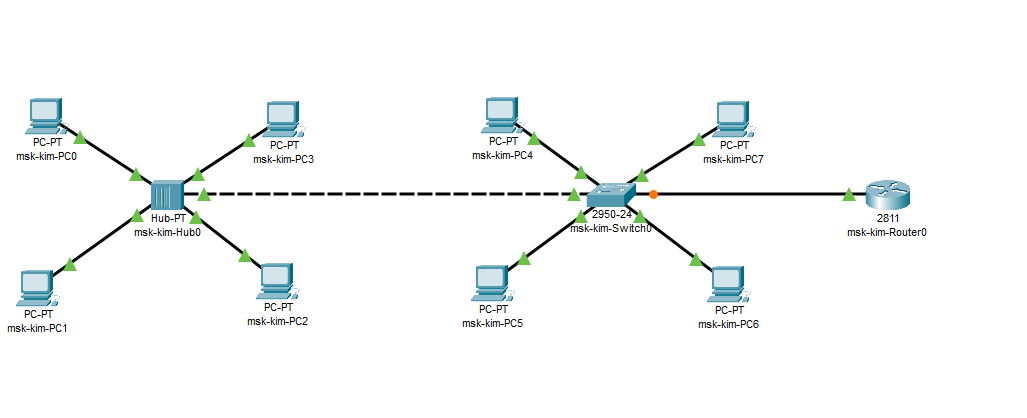 PC-PT
msk-kim-PC0
PC-PT
msk-kim-PC3
PC-PT
msk-kim-PC4
PC-PT
msk-kim-PC7
Hub-PT
msk-kim-Hub0
2950-24
msk-kim-Switch0
2811
msk-kim-Router0
PC-PT
msk-kim-PC1
PC-PT
msk-kim-PC2
PC-PT
msk-kim-PC5
PC-PT
msk-kim-PC6